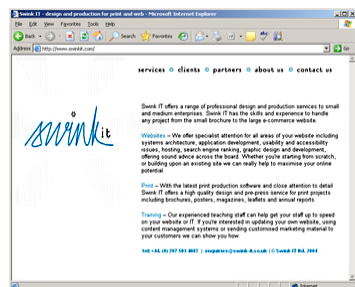 Swink IT - design and production for print and web - Microsoft Internet Explorer
File Edit View Favorites Tools Help
Back Search Favorites
Address http://www.swinkit.com/ Go
services clients partners about us contact us
swink it
Swink IT offers a range of professional design and production services to small
and medium enterprises. Swink IT has the skills and experience to handle
any project from the small brochure to the large e-commerce website.
Websites – We offer specialist attention for all areas of your website including
systems architecture, application development, usability and accessibility
issues, hosting, search engine ranking, graphic design and development,
offering sound advice across the board. Whether you're starting from scratch,
or building upon an existing site we can really help to maximise your online
potential.
Print – With the latest print production software and close attention to detail
Swink IT offers a high quality design and pre-press service for print projects
including brochures, posters, magazines, leaflets and annual reports.
Training – Our experienced teaching staff can help get your staff up to speed
on your website or IT. If you're interested in updating your own website, using
content management systems or sending customised marketing material to
your customers we can show you how.
| © Swink IT Ltd. 2004
Internet